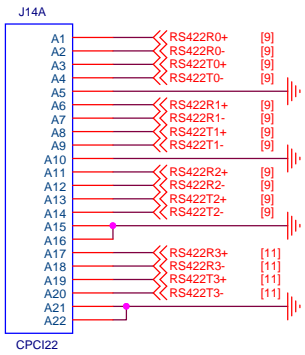 J14A
A1 RS422R0+ [9]
A2 RS422R0- [9]
A3 RS422T0+ [9]
A4 RS422T0- [9]
A5
A6 RS422R1+ [9]
A7 RS422R1- [9]
A8 RS422T1+ [9]
A9 RS422T1- [9]
A10
A11 RS422R2+ [9]
A12 RS422R2- [9]
A13 RS422T2+ [9]
A14 RS422T2- [9]
A15
A16
A17 RS422R3+ [11]
A18 RS422R3- [11]
A19 RS422T3+ [11]
A20 RS422T3- [11]
A21
A22
CPCI22